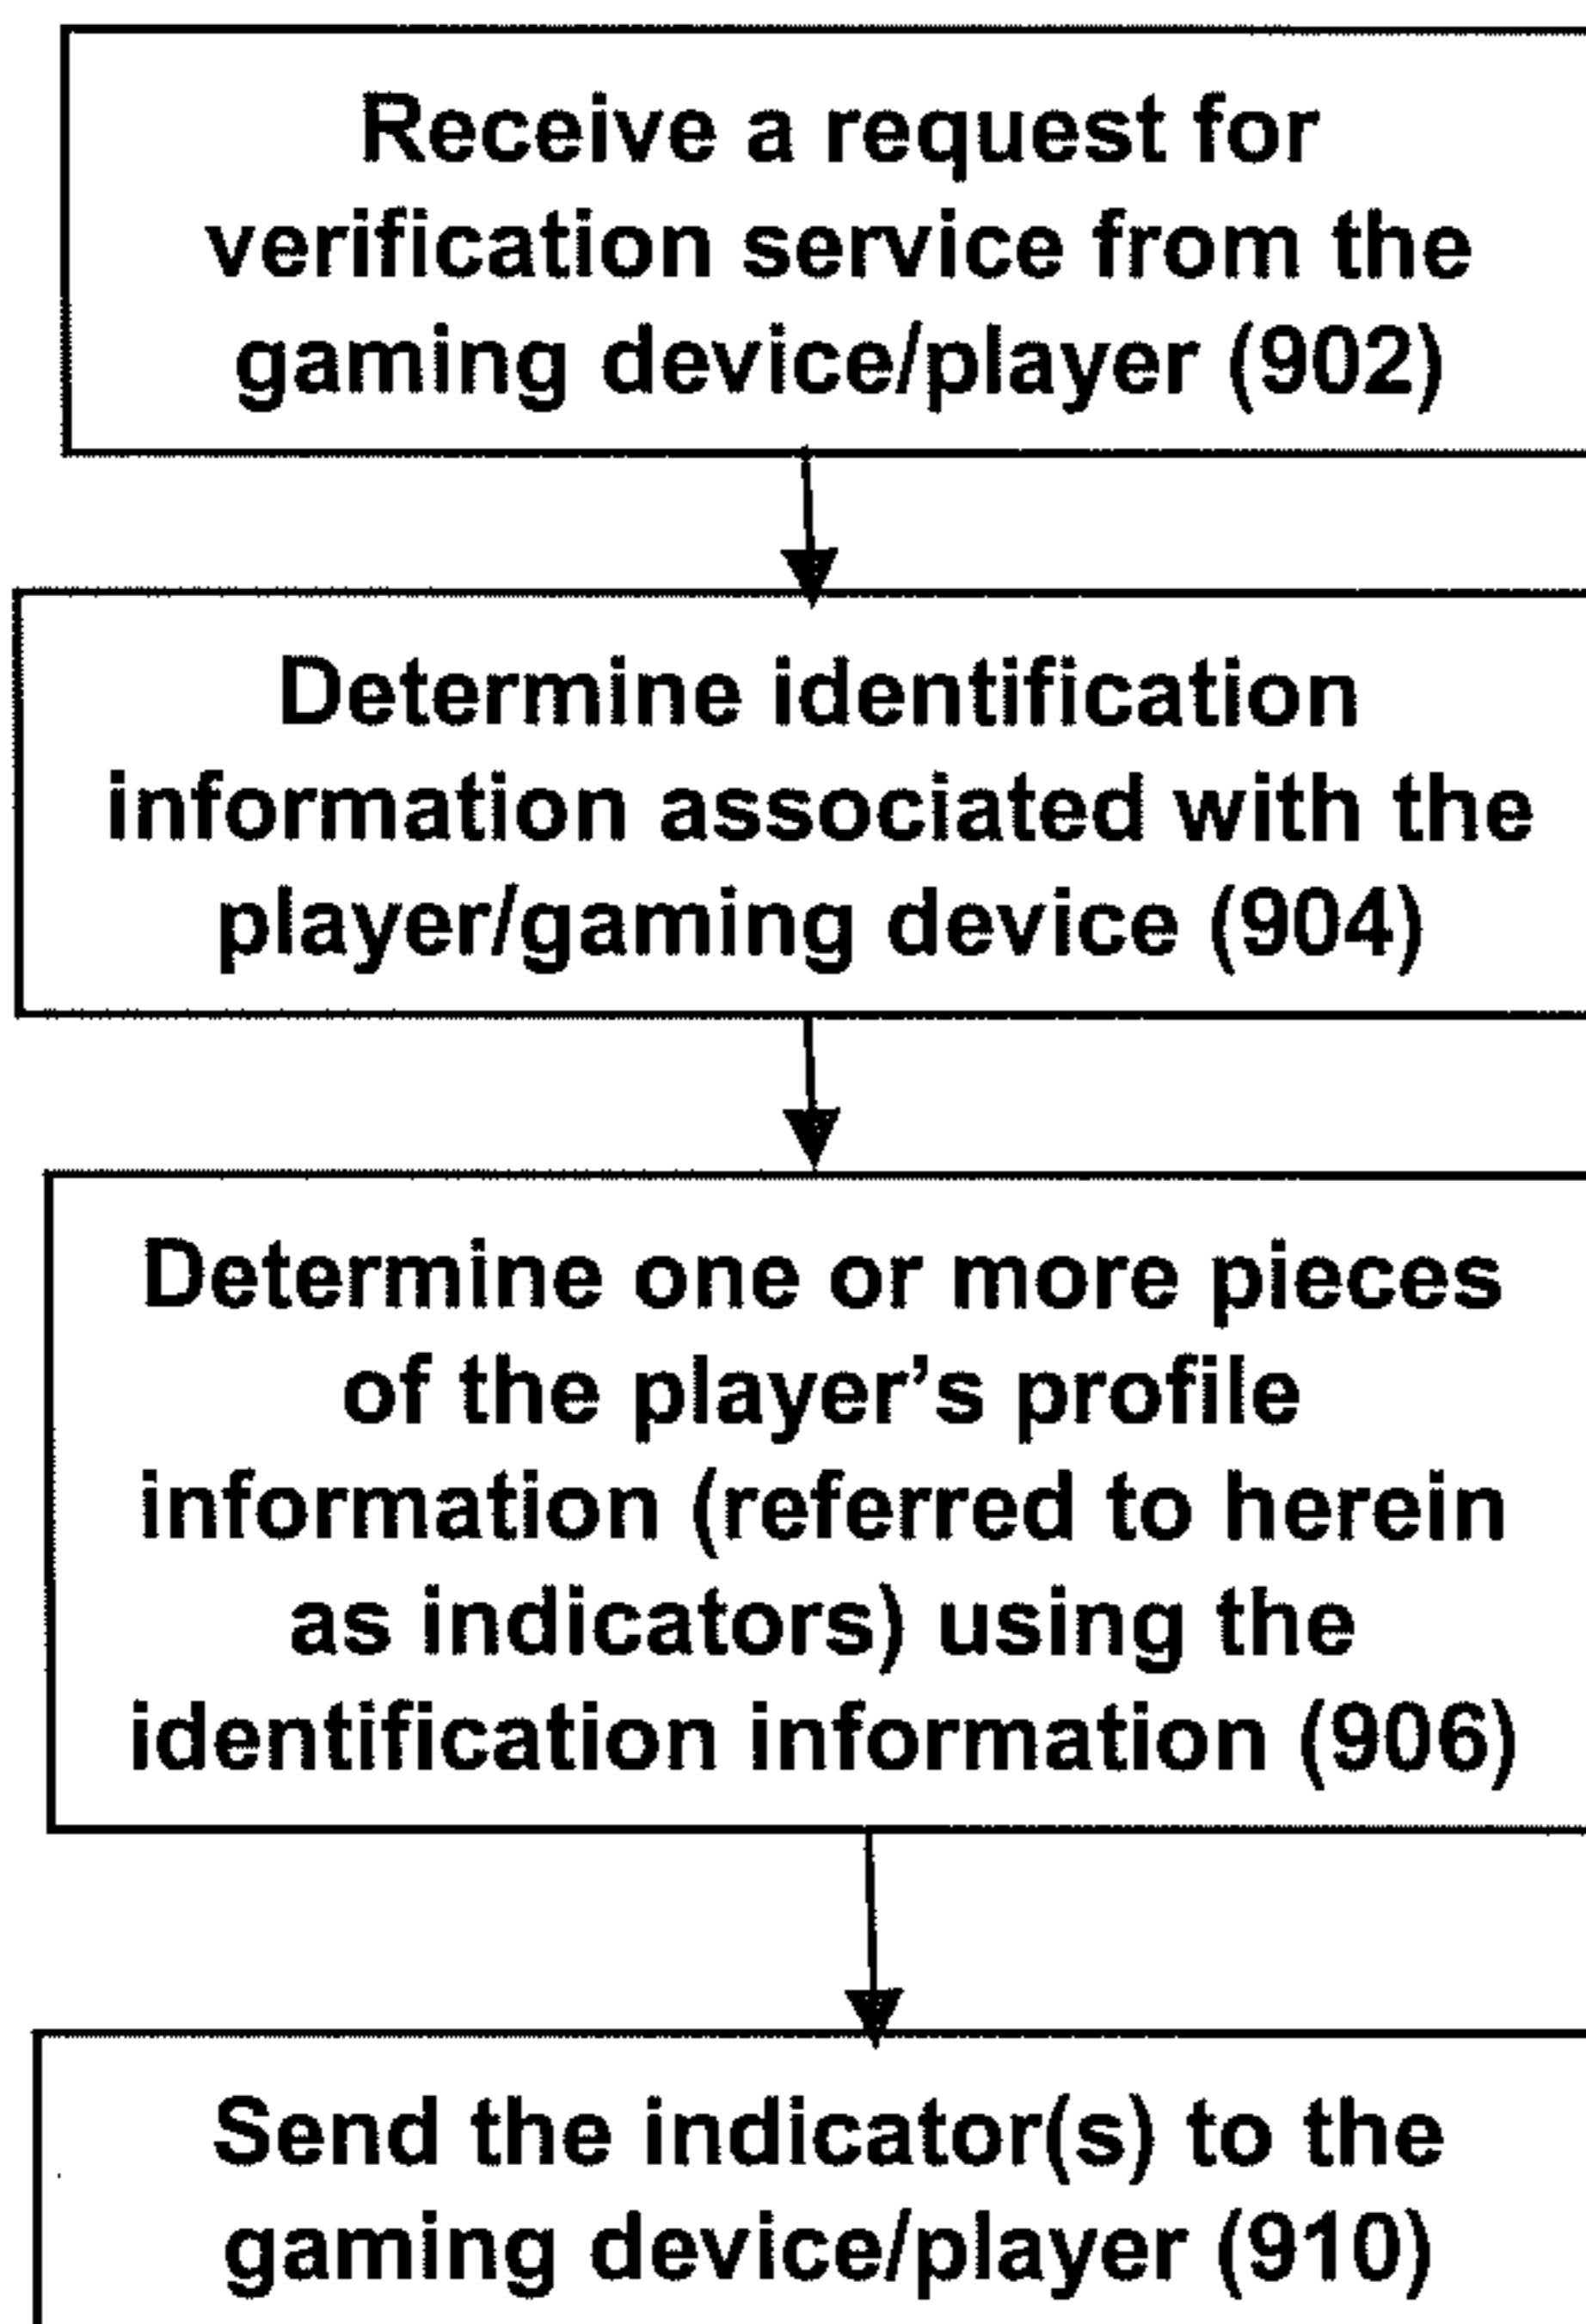 Receive a request for
verification service from the
gaming device/player (902)
Determine identification
information associated with the
player/gaming device (904)
Determine one or more pieces
of the player’s profile
information (referred to herein
as indicators) using the
identification information (906)
Send the indicator(s) to the
gaming device/player (910)